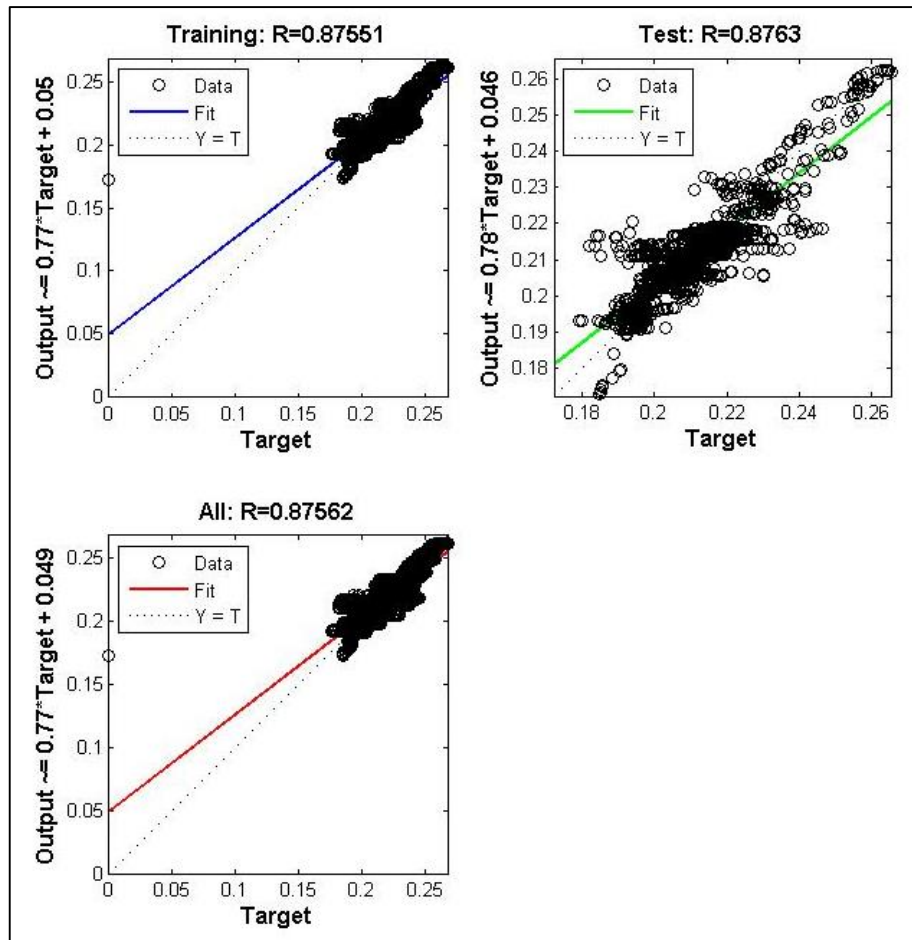 Training: R=0.87551
Output ~= 0.77*Target + 0.05
0.25
0.2
0.15
0.1
0.05
0
Data
Fit
Y = T
0 0.05 0.1 0.15 0.2 0.25
Target
Test: R=0.8763
Output ~= 0.78*Target + 0.046
0.26
0.25
0.24
0.23
0.22
0.21
0.2
0.19
0.18
Data
Fit
Y = T
0.18 0.2 0.22 0.24 0.26
Target
All: R=0.87562
Output ~= 0.77*Target + 0.049
0.25
0.2
0.15
0.1
0.05
0
Data
Fit
Y = T
0 0.05 0.1 0.15 0.2 0.25
Target